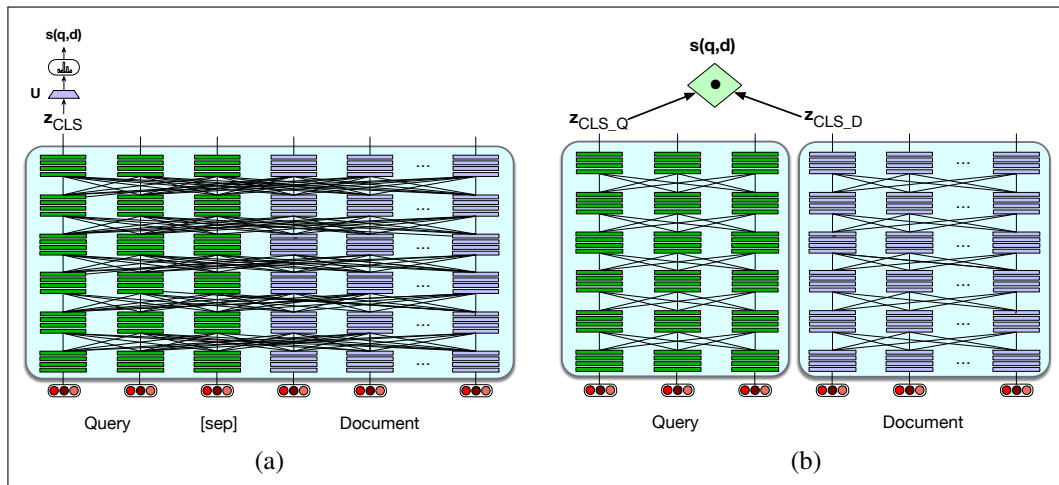 s(q,d)
U
zCLS
...
...
...
...
...
...
Query [sep] Document
(a)
s(q,d)
zCLS_Q zCLS_D
...
...
...
...
...
...
Query Document
(b)